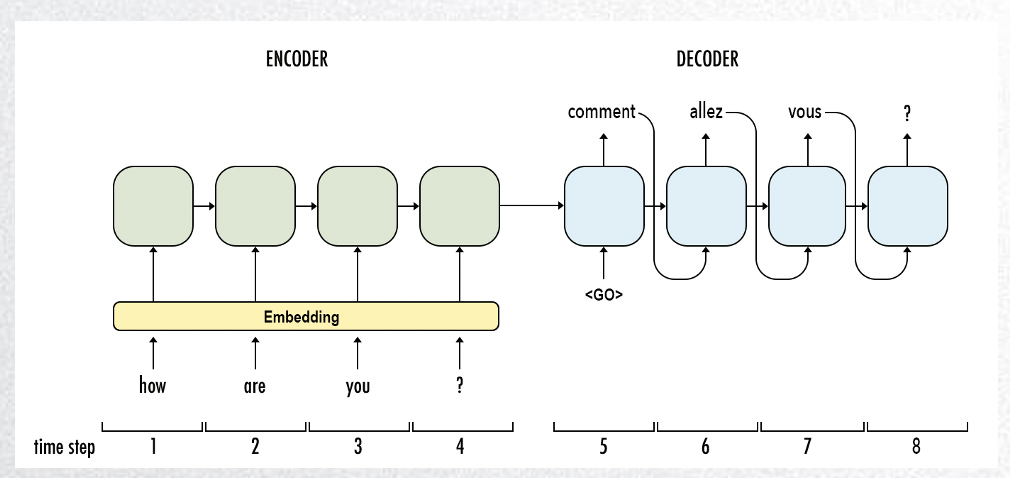 ENCODER DECODER
comment allez vous ?
<GO>
Embedding
how are you ?
time step 1 2 3 4 5 6 7 8